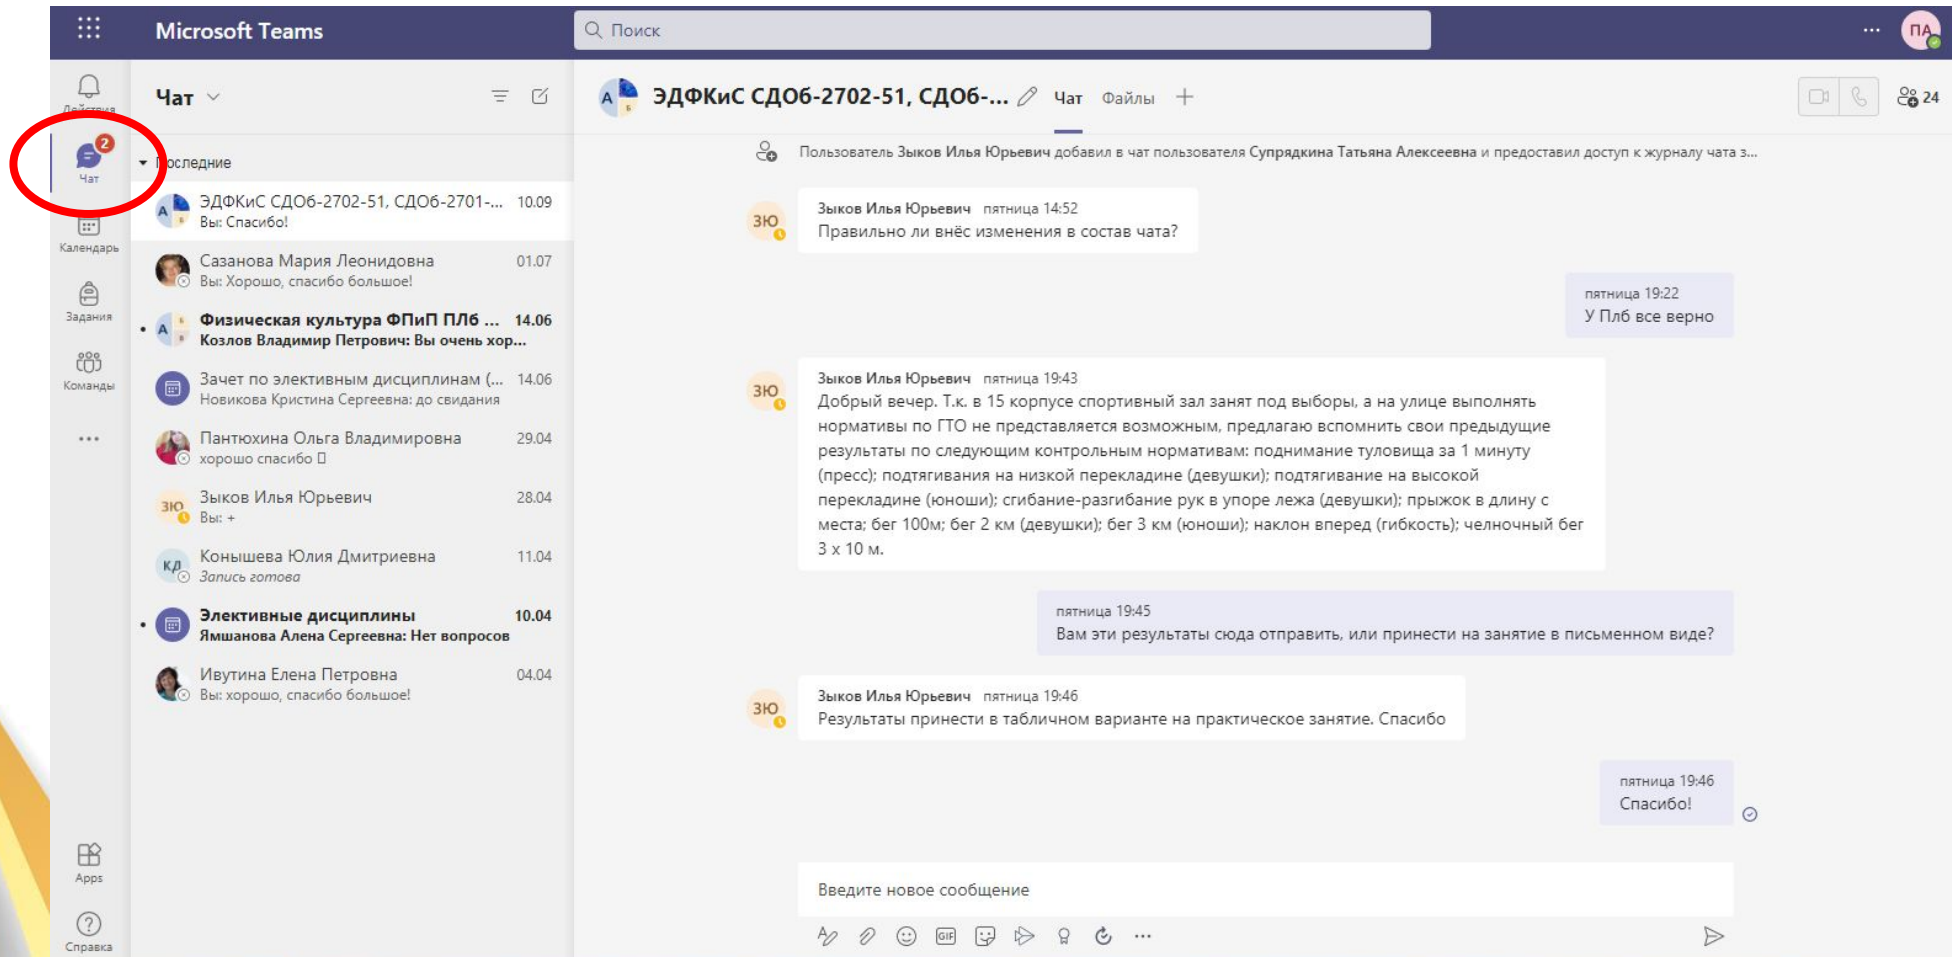 Microsoft Teams
Поиск
ПА
Действия
2
Чат
Календарь
Задания
Команды
Apps
Справка
Чат
Последние
ЭДФКиС СДОб-2702-51, СДОб-2701-... 10.09
Вы: Спасибо!
Сазанова Мария Леонидовна 01.07
Вы: Хорошо, спасибо большое!
Физическая культура ФПиП ПЛб ... 14.06
Козлов Владимир Петрович: Вы очень хор...
Зачет по элективным дисциплинам (... 14.06
Новикова Кристина Сергеевна: до свидания
Пантюхина Ольга Владимировна 29.04
хорошо спасибо
ЗЮ
Зыков Илья Юрьевич 28.04
Вы: +
КД
Конышева Юлия Дмитриевна 11.04
Запись готова
Элективные дисциплины 10.04
Ямшанова Алена Сергеевна: Нет вопросов
Ивутина Елена Петровна 04.04
Вы: хорошо, спасибо большое!
А Б ЭДФКиС СДОб-2702-51, СДОб-... Чат Файлы 24
Пользователь Зыков Илья Юрьевич добавил в чат пользователя Супрядкина Татьяна Алексеевна и предоставил доступ к журналу чата з...
ЗЮ
Зыков Илья Юрьевич пятница 14:52
Правильно ли внёс изменения в состав чата?
пятница 19:22
У Плб все верно
ЗЮ
Зыков Илья Юрьевич пятница 19:43
Добрый вечер. Т.к. в 15 корпусе спортивный зал занят под выборы, а на улице выполнять
нормативы по ГТО не представляется возможным, предлагаю вспомнить свои предыдущие
результаты по следующим контрольным нормативам: поднимание туловища за 1 минуту
(пресс); подтягивания на низкой перекладине (девушки); подтягивание на высокой
перекладине (юноши); сгибание-разгибание рук в упоре лежа (девушки); прыжок в длину с
места; бег 100м; бег 2 км (девушки); бег 3 км (юноши); наклон вперед (гибкость); челночный бег
3 х 10 м.
пятница 19:45
Вам эти результаты сюда отправить, или принести на занятие в письменном виде?
ЗЮ
Зыков Илья Юрьевич пятница 19:46
Результаты принести в табличном варианте на практическое занятие. Спасибо
пятница 19:46
Спасибо!
Введите новое сообщение
GIF